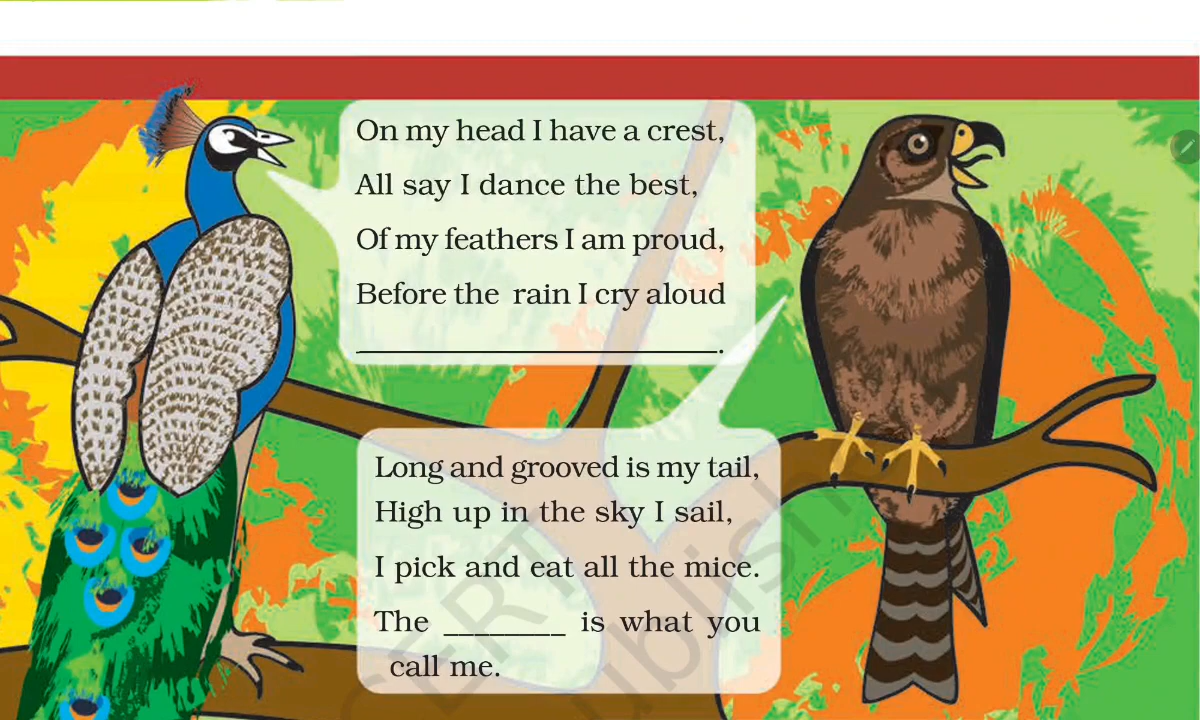 On my head I have a crest,
All say I dance the best,
Of my feathers I am proud,
Before the rain I cry aloud
______________________.
Long and grooved is my tail,
High up in the sky I sail,
I pick and eat all the mice.
The ________ is what you
call me.